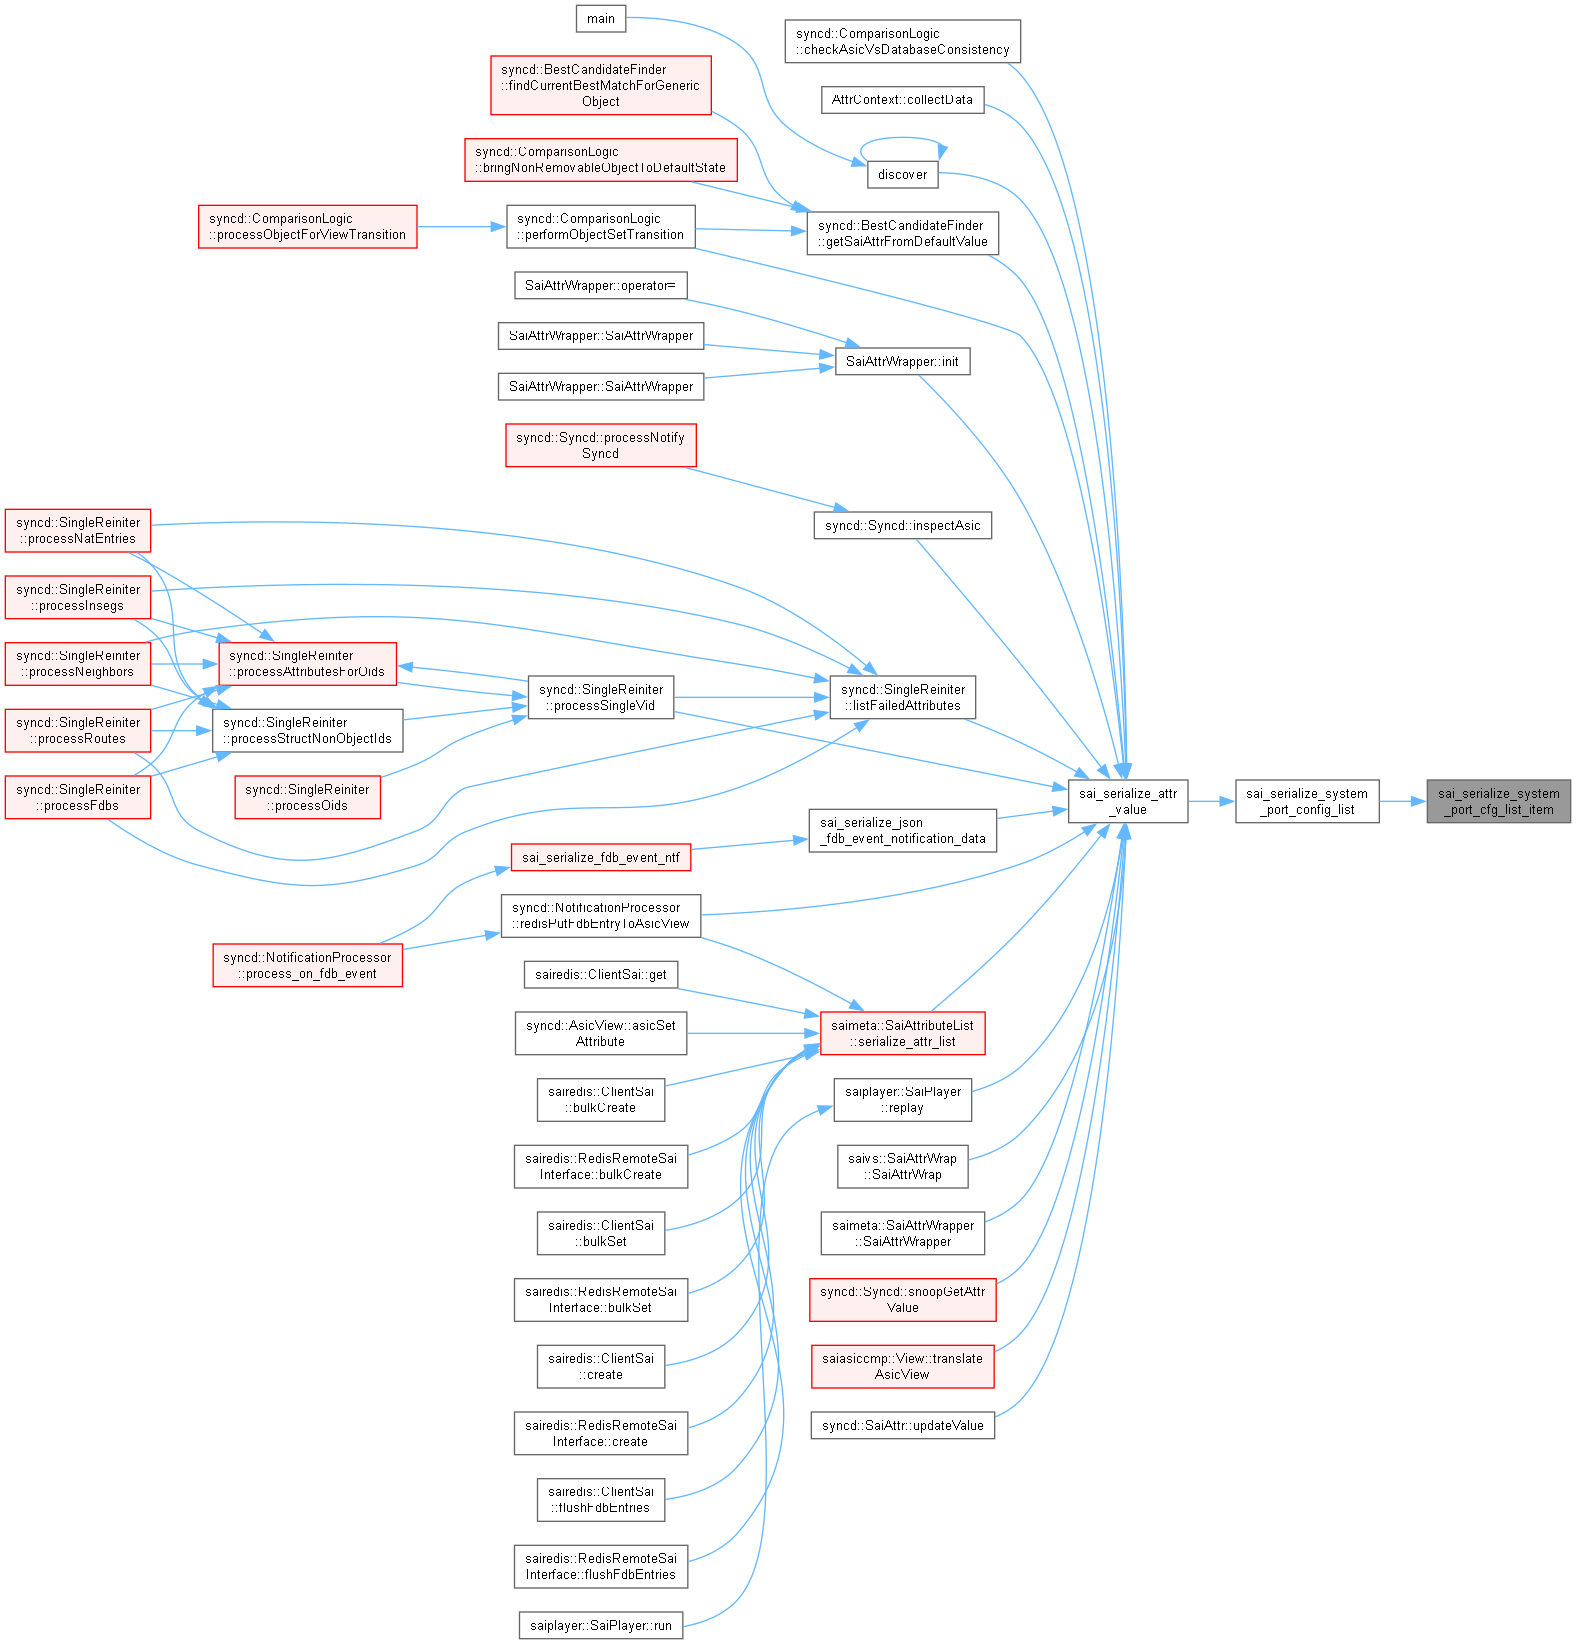 main
syncd::ComparisonLogic
::checkAsicVsDatabaseConsistency
syncd::BestCandidateFinder
::findCurrentBestMatchForGeneric
Object
AttrContext::collectData
syncd::ComparisonLogic
::bringNonRemovableObjectToDefaultState
discover
syncd::ComparisonLogic
::processObjectForViewTransition
syncd::ComparisonLogic
::performObjectSetTransition
syncd::BestCandidateFinder
::getSaiAttrFromDefaultValue
SaiAttrWrapper::operator=
SaiAttrWrapper::SaiAttrWrapper
SaiAttrWrapper::init
SaiAttrWrapper::SaiAttrWrapper
syncd::Syncd::processNotify
Syncd
syncd::Syncd::inspectAsic
syncd::SingleReiniter
::processNatEntries
syncd::SingleReiniter
::processInsegs
syncd::SingleReiniter
::processNeighbors
syncd::SingleReiniter
::processAttributesForOids
syncd::SingleReiniter
::processSingleVid
syncd::SingleReiniter
::listFailedAttributes
syncd::SingleReiniter
::processRoutes
syncd::SingleReiniter
::processStructNonObjectIds
syncd::SingleReiniter
::processFdbs
syncd::SingleReiniter
::processOids
sai_serialize_attr
_value
sai_serialize_system
_port_config_list
sai_serialize_system
_port_cfg_list_item
sai_serialize_json
_fdb_event_notification_data
sai_serialize_fdb_event_ntf
syncd::NotificationProcessor
::redisPutFdbEntryToAsicView
syncd::NotificationProcessor
::process_on_fdb_event
sairedis::ClientSai::get
syncd::AsicView::asicSet
Attribute
saimeta::SaiAttributeList
::serialize_attr_list
sairedis::ClientSai
::bulkCreate
saiplayer::SaiPlayer
::replay
sairedis::RedisRemoteSai
Interface::bulkCreate
saivs::SaiAttrWrap
::SaiAttrWrap
sairedis::ClientSai
::bulkSet
saimeta::SaiAttrWrapper
::SaiAttrWrapper
sairedis::RedisRemoteSai
Interface::bulkSet
syncd::Syncd::snoopGetAttr
Value
sairedis::ClientSai
::create
saiasiccmp::View::translate
AsicView
sairedis::RedisRemoteSai
Interface::create
syncd::SaiAttr::updateValue
sairedis::ClientSai
::flushFdbEntries
sairedis::RedisRemoteSai
Interface::flushFdbEntries
saiplayer::SaiPlayer::run